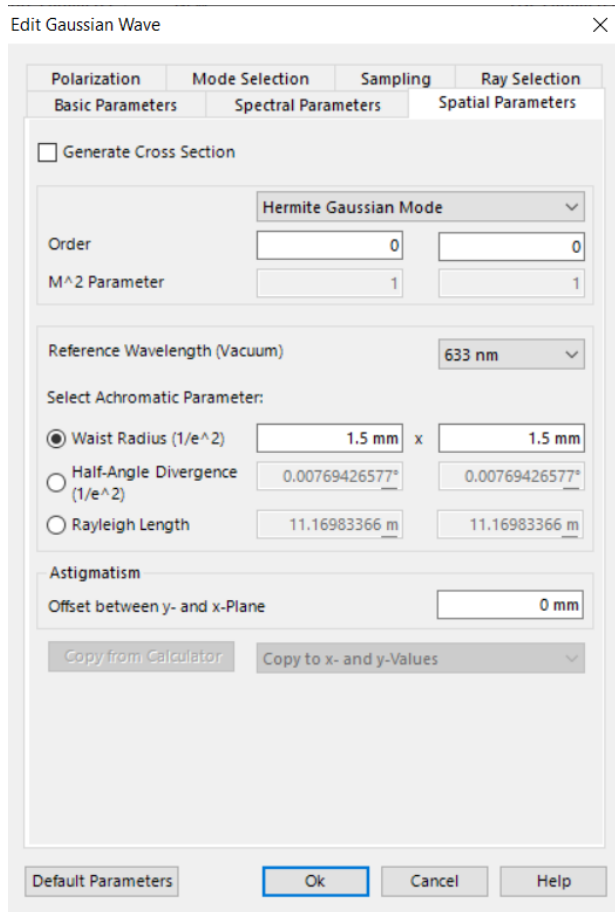 Edit Gaussian Wave
Polarization Mode Selection Sampling Ray Selection
Basic Parameters Spectral Parameters Spatial Parameters
Generate Cross Section
Hermite Gaussian Mode
Order 0 0
M^2 Parameter 1 1
Reference Wavelength (Vacuum) 633 nm
Select Achromatic Parameter:
Waist Radius (1/e^2) 1.5 mm x 1.5 mm
Half-Angle Divergence
(1/e^2) 0.00769426577° 0.00769426577°
Rayleigh Length 11.16983366 m 11.16983366 m
Astigmatism
Offset between y- and x-Plane 0 mm
Copy from Calculator Copy to x- and y-Values
Default Parameters Ok Cancel Help